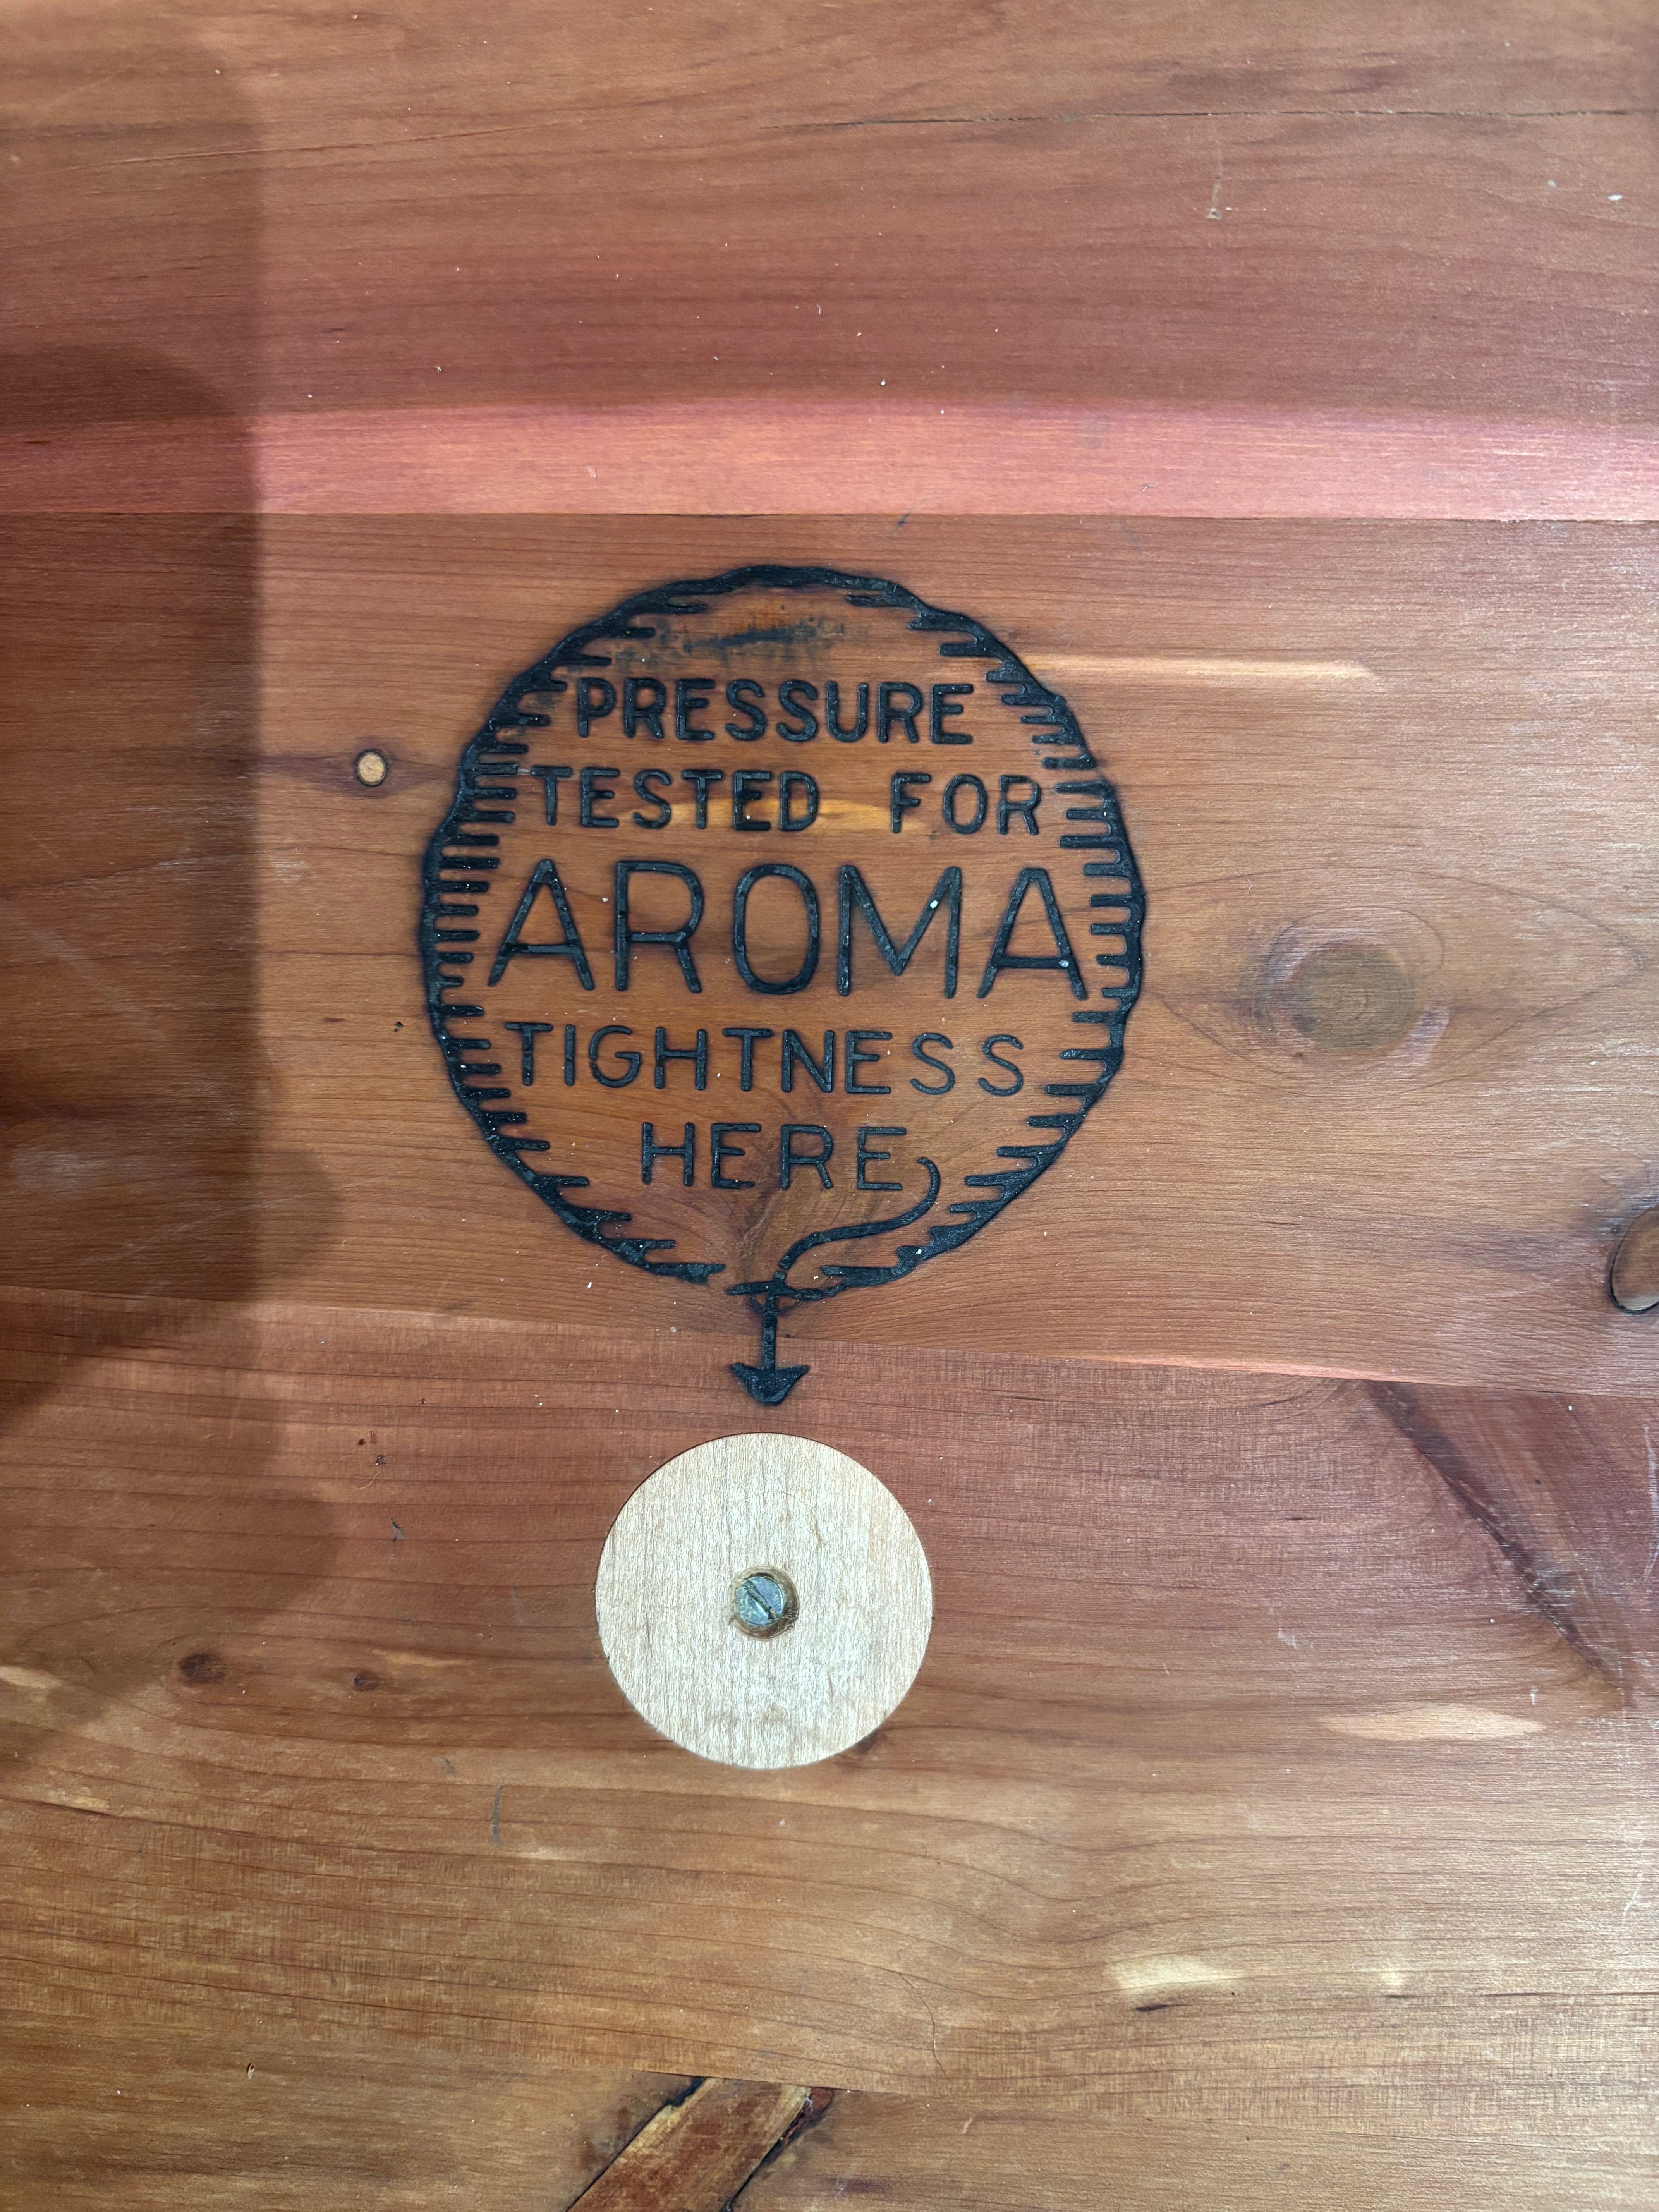 PRESSURE
TESTED FOR
AROMA
TIGHTNESS
HERE